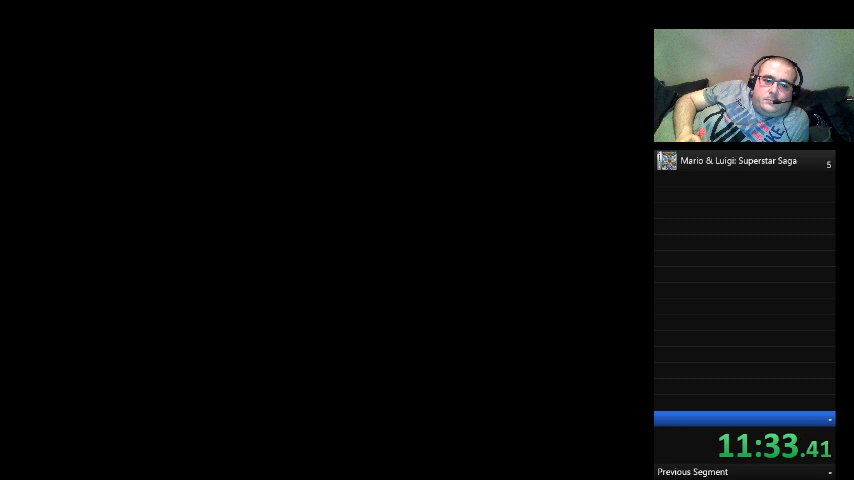 Mario & Luigi: Superstar Saga
5
-
11:33.41
Previous Segment
-